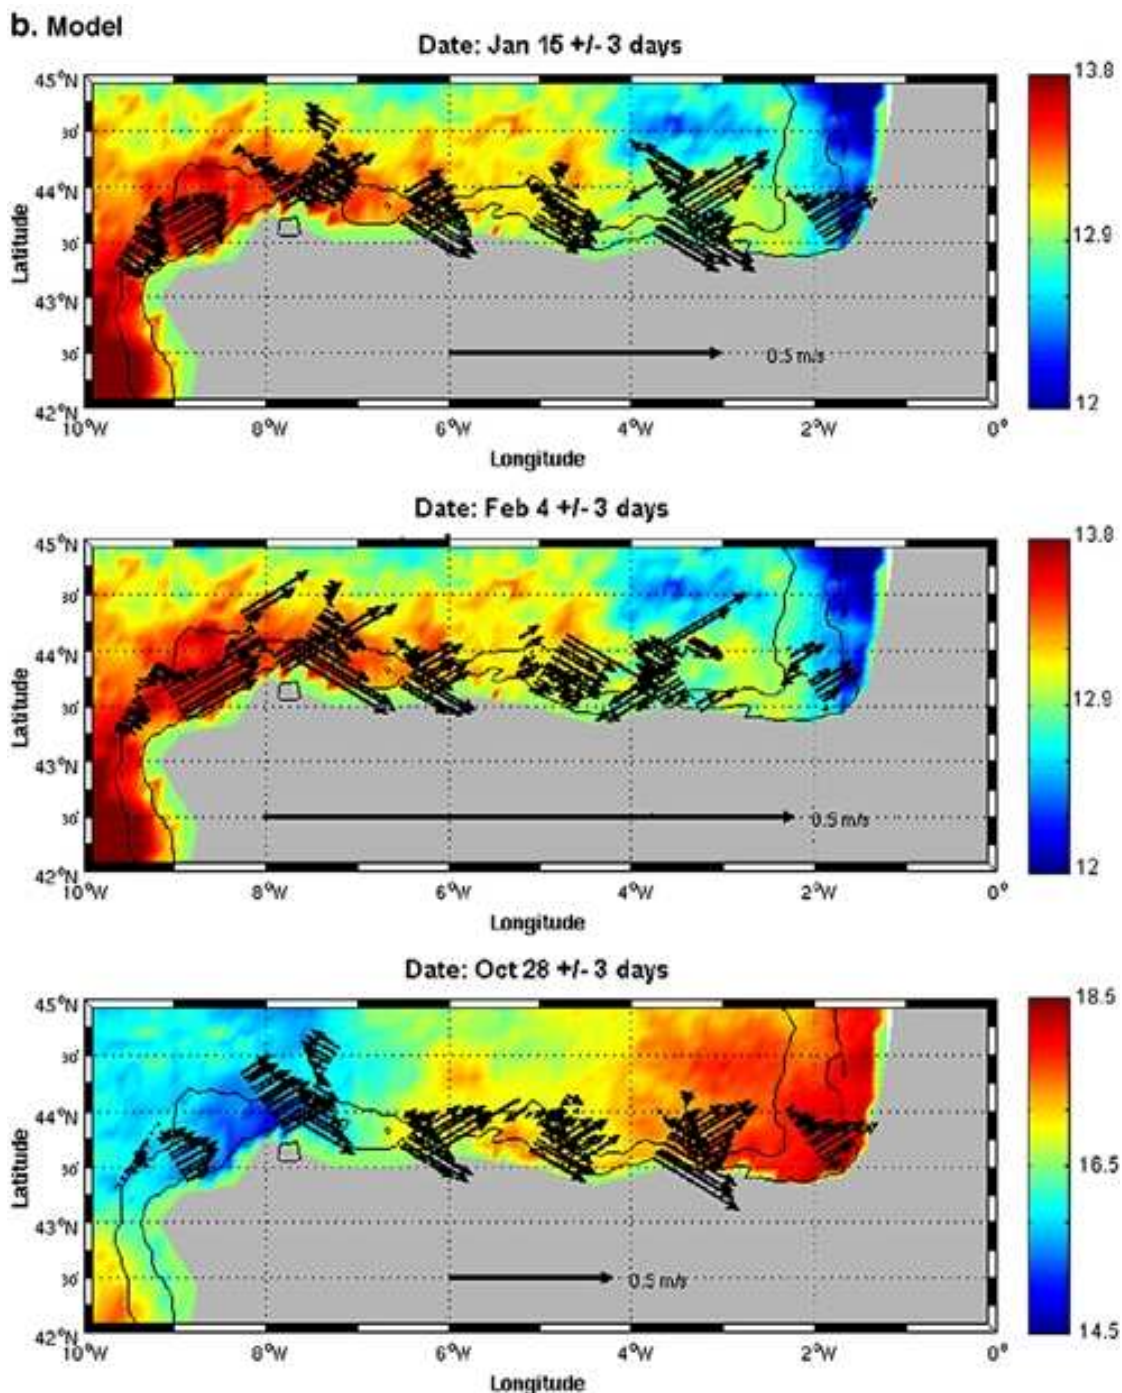 b. Model
Date: Jan 15 +/- 3 days
45°N
30'
44°N
30'
43°N
30'
42°N
Latitude
0.5 m/s
10°W 8°W 6°W 4°W 2°W 0°
Longitude
13.8
12.9
12
Date: Feb 4 +/- 3 days
45°N
30'
44°N
30'
43°N
30'
42°N
Latitude
0.5 m/s
10°W 8°W 6°W 4°W 2°W 0°
Longitude
13.8
12.9
12
Date: Oct 28 +/- 3 days
45°N
30'
44°N
30'
43°N
30'
42°N
Latitude
0.5 m/s
10°W 8°W 6°W 4°W 2°W 0°
Longitude
18.5
16.5
14.5